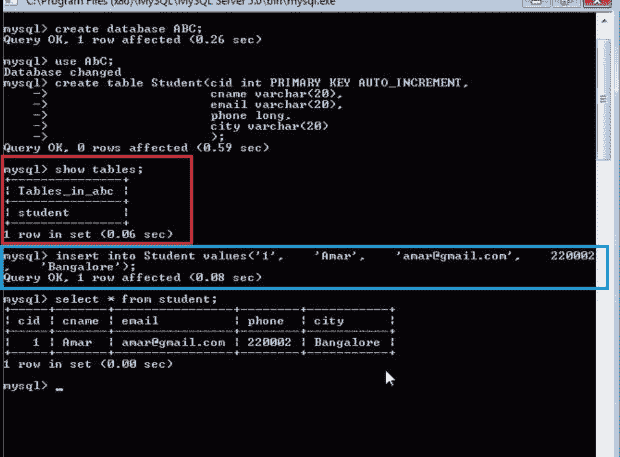 C:\Program Files (x86)\MySQL\MySQL Server 5.0\bin\mysql.exe
mysql> create database ABC;
Query OK, 1 row affected (0.26 sec)
mysql> use AbC;
Database changed
mysql> create table Student(cid int PRIMARY KEY AUTO_INCREMENT,
-> cname varchar(20),
-> email varchar(20),
-> phone long,
-> city varchar(20)
-> );
Query OK, 0 rows affected (0.59 sec)
mysql> show tables;
+---------------+
| Tables_in_abc |
+---------------+
| student       |
+---------------+
1 row in set (0.06 sec)
mysql> insert into Student values('1',    'Amar',    'amar@gmail.com',    220002
,    'Bangalore');
Query OK, 1 row affected (0.08 sec)
mysql> select * from student;
+-----+-------+----------------+--------+-----------+
| cid | cname | email          | phone  | city      |
+-----+-------+----------------+--------+-----------+
|   1 | Amar  | amar@gmail.com | 220002 | Bangalore |
+-----+-------+----------------+--------+-----------+
1 row in set (0.00 sec)
mysql> _